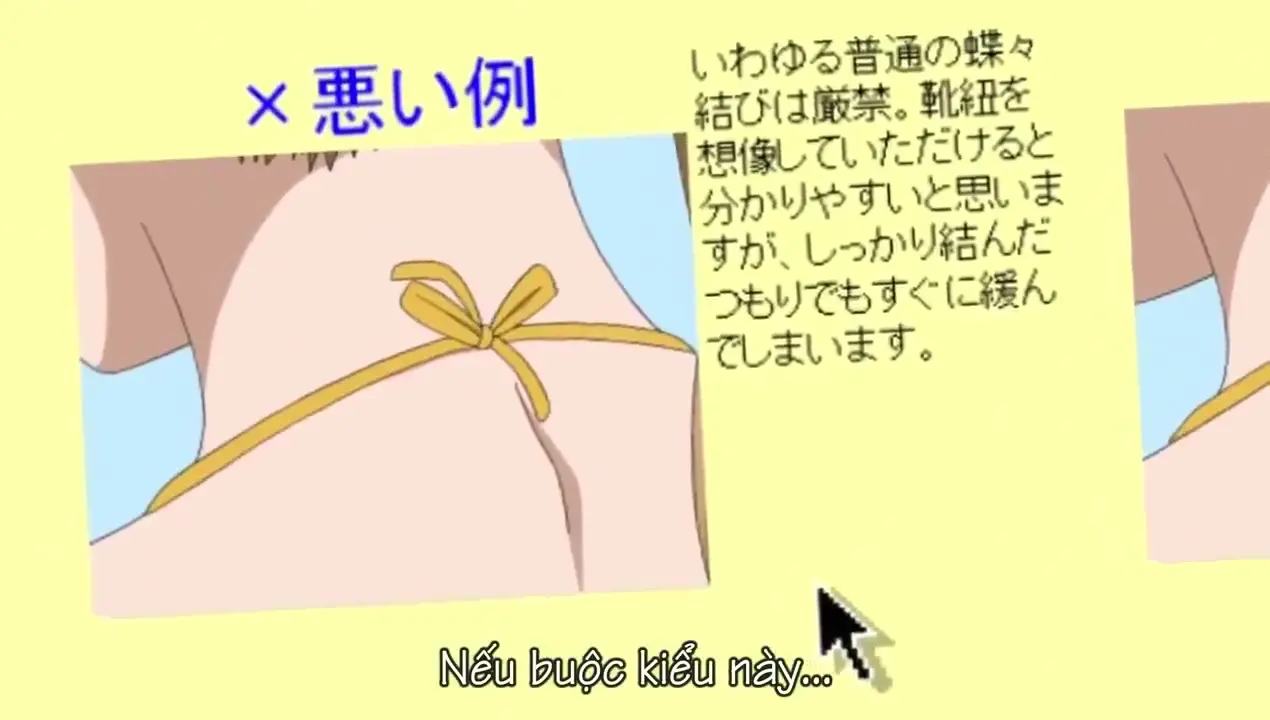 × 悪い例
いわゆる普通の蝶々
結びは厳禁。靴紐を
想像していただけると
分かりやすいと思いま
すが、しっかり結んだ
つもりでもすぐに緩ん
でしまいます。
Nếu buộc kiểu này...